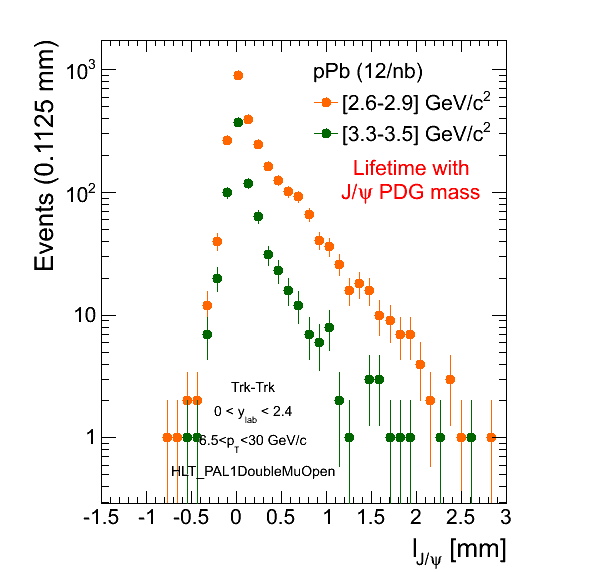 Events (0.1125 mm)
10³
10²
10
1
pPb (12/nb)
[2.6-2.9] GeV/c²
[3.3-3.5] GeV/c²
Lifetime with
J/ψ PDG mass
Trk-Trk
0 < y_lab < 2.4
6.5<p_T<30 GeV/c
HLT_PAL1DoubleMuOpen
-1.5 -1 -0.5 0 0.5 1 1.5 2 2.5 3
l_J/ψ [mm]